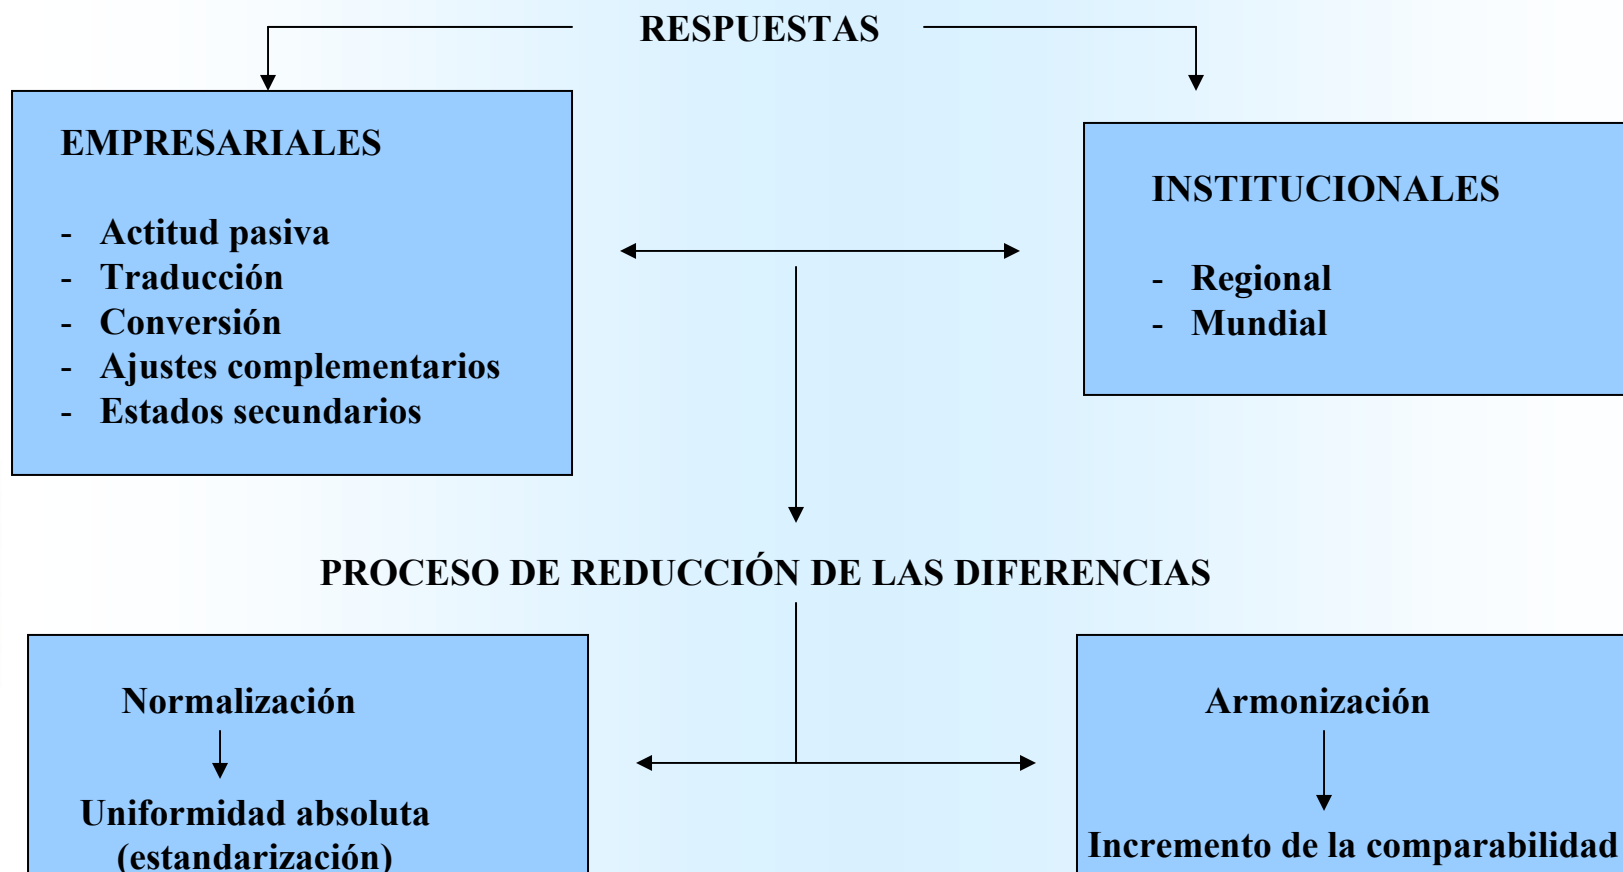 RESPUESTAS
EMPRESARIALES
- Actitud pasiva
- Traducción
- Conversión
- Ajustes complementarios
- Estados secundarios
INSTITUCIONALES
- Regional
- Mundial
PROCESO DE REDUCCIÓN DE LAS DIFERENCIAS
Normalización
Uniformidad absoluta
(estandarización)
Armonización
Incremento de la comparabilidad